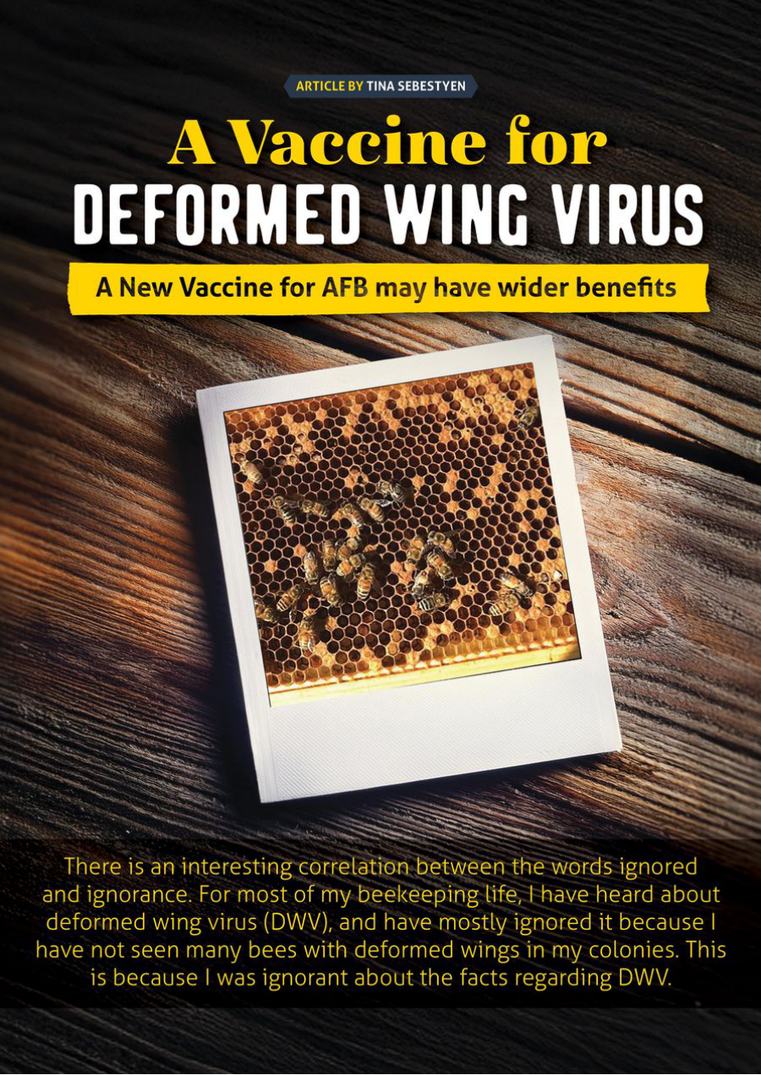 ARTICLE BY TINA SEBESTYEN
A Vaccine for
DEFORMED WING VIRUS
A New Vaccine for AFB may have wider benefits
There is an interesting correlation between the words ignored
and ignorance. For most of my beekeeping life, I have heard about
deformed wing virus (DWV), and have mostly ignored it because I
have not seen many bees with deformed wings in my colonies. This
is because I was ignorant about the facts regarding DWV.